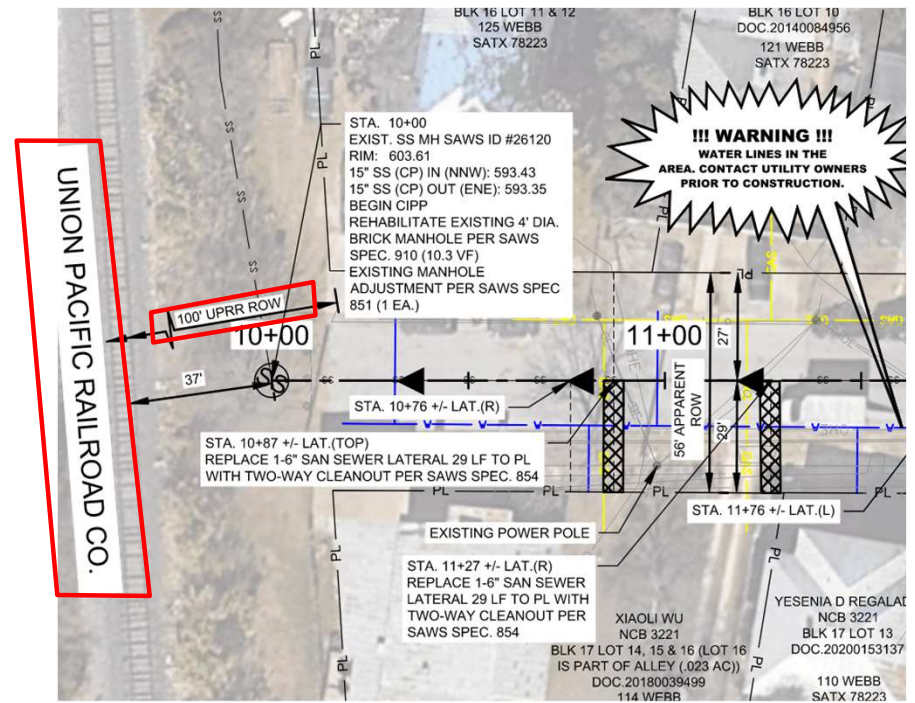 BLK 16 LOT 11 & 12
125 WEBB
SATX 78223
BLK 16 LOT 10
DOC.20140084956
121 WEBB
SATX 78223
!!! WARNING !!!
WATER LINES IN THE
AREA. CONTACT UTILITY OWNERS
PRIOR TO CONSTRUCTION.
STA. 10+00
EXIST. SS MH SAWS ID #26120
RIM: 603.61
15" SS (CP) IN (NNW): 593.43
15" SS (CP) OUT (ENE): 593.35
BEGIN CIPP
REHABILITATE EXISTING 4' DIA.
BRICK MANHOLE PER SAWS
SPEC. 910 (10.3 VF)
EXISTING MANHOLE
ADJUSTMENT PER SAWS SPEC
851 (1 EA.)
UNION PACIFIC RAILROAD CO.
100' UPRR ROW
10+00
11+00
37'
27'
29'
56' APPARENT
ROW
SS
PL
STA. 10+76 +/- LAT.(R)
STA. 10+87 +/- LAT.(TOP)
REPLACE 1-6" SAN SEWER LATERAL 29 LF TO PL
WITH TWO-WAY CLEANOUT PER SAWS SPEC. 854
STA. 11+76 +/- LAT.(L)
EXISTING POWER POLE
STA. 11+27 +/- LAT.(R)
REPLACE 1-6" SAN SEWER
LATERAL 29 LF TO PL WITH
TWO-WAY CLEANOUT PER
SAWS SPEC. 854
XIAOLI WU
NCB 3221
BLK 17 LOT 14, 15 & 16 (LOT 16
IS PART OF ALLEY (.023 AC))
DOC.20180039499
114 WEBB
YESENIA D REGALAD
NCB 3221
BLK 17 LOT 13
DOC.20200153137
110 WEBB
SATX 78223